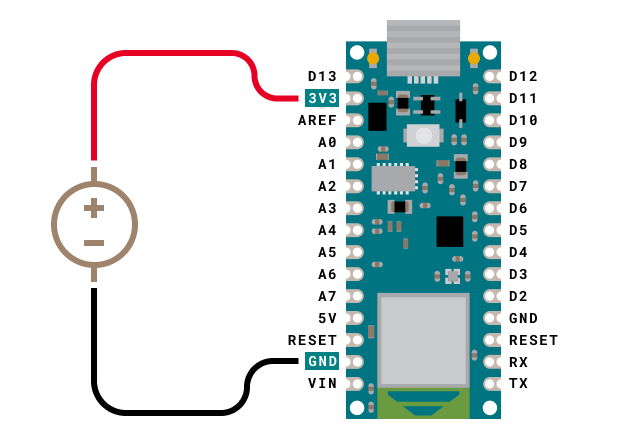 D13 D12
3V3 D11
AREF D10
A0 D9
A1 D8
A2 D7
A3 D6
A4 D5
A5 D4
A6 D3
A7 D2
5V GND
RESET RESET
GND RX
VIN TX